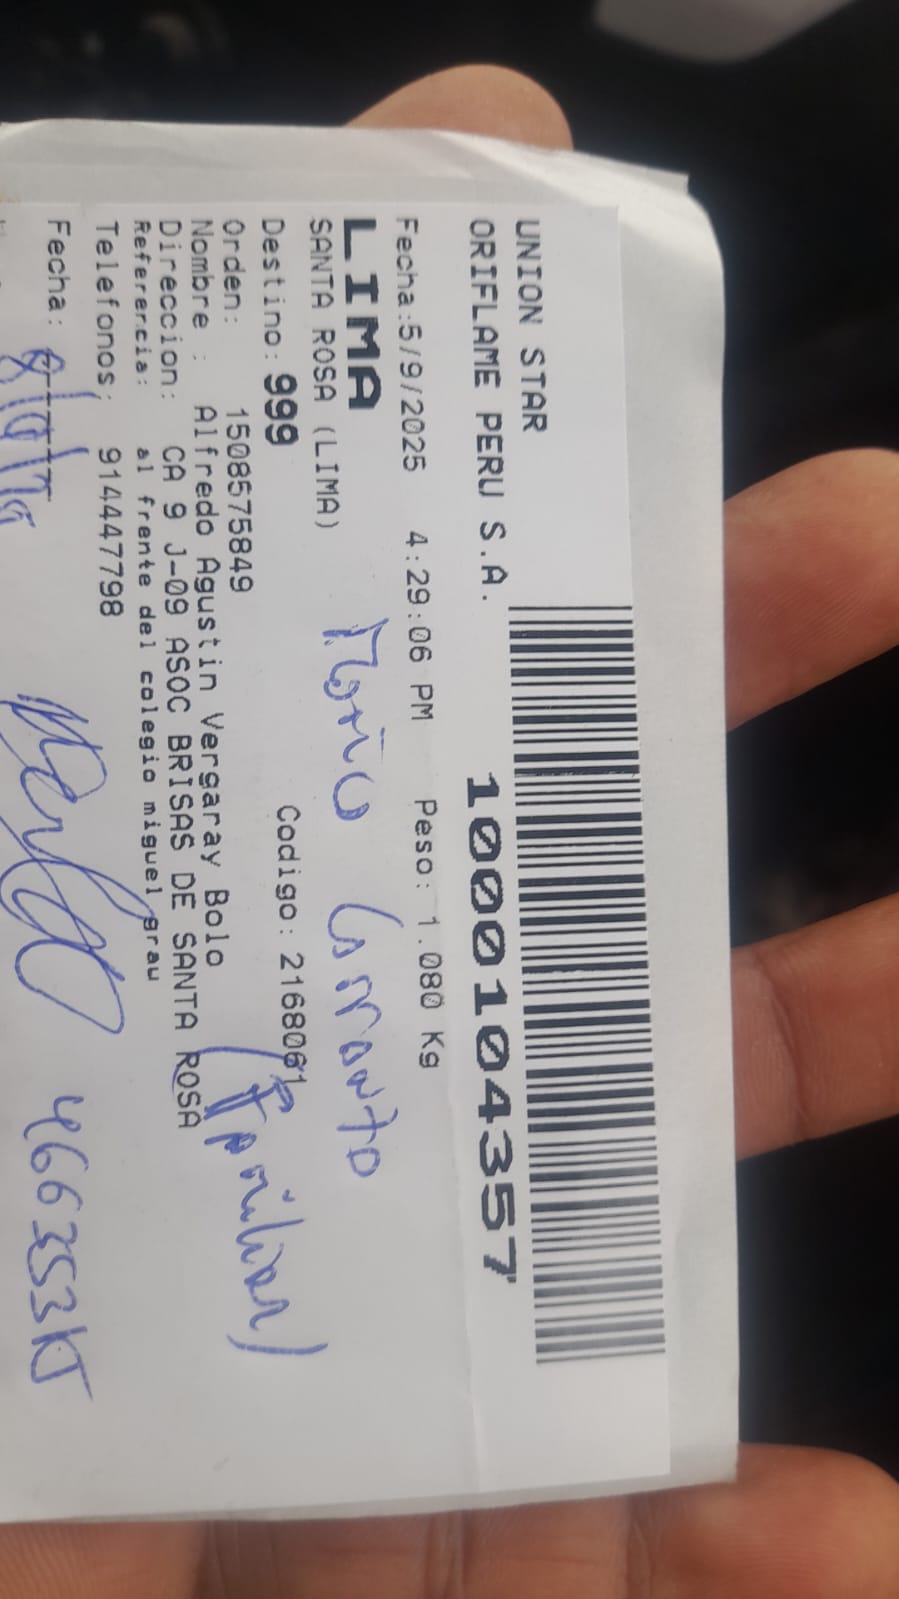 UNION STAR
ORIFLAME PERU S.A. 1000104357
Fecha:5/9/2025 4:29:06 PM Peso: 1.080 Kg
LIMA
SANTA ROSA (LIMA)
Destino: 999 Codigo: 2168061
Orden: 1508575849
Nombre : Alfredo Agustin Vergaray Bolo
(Familiar)
Direccion: CA 9 J-09 ASOC BRISAS DE SANTA ROSA
Referencia: al frente del colegio miguel grau
Telefonos: 914447798
Fecha: